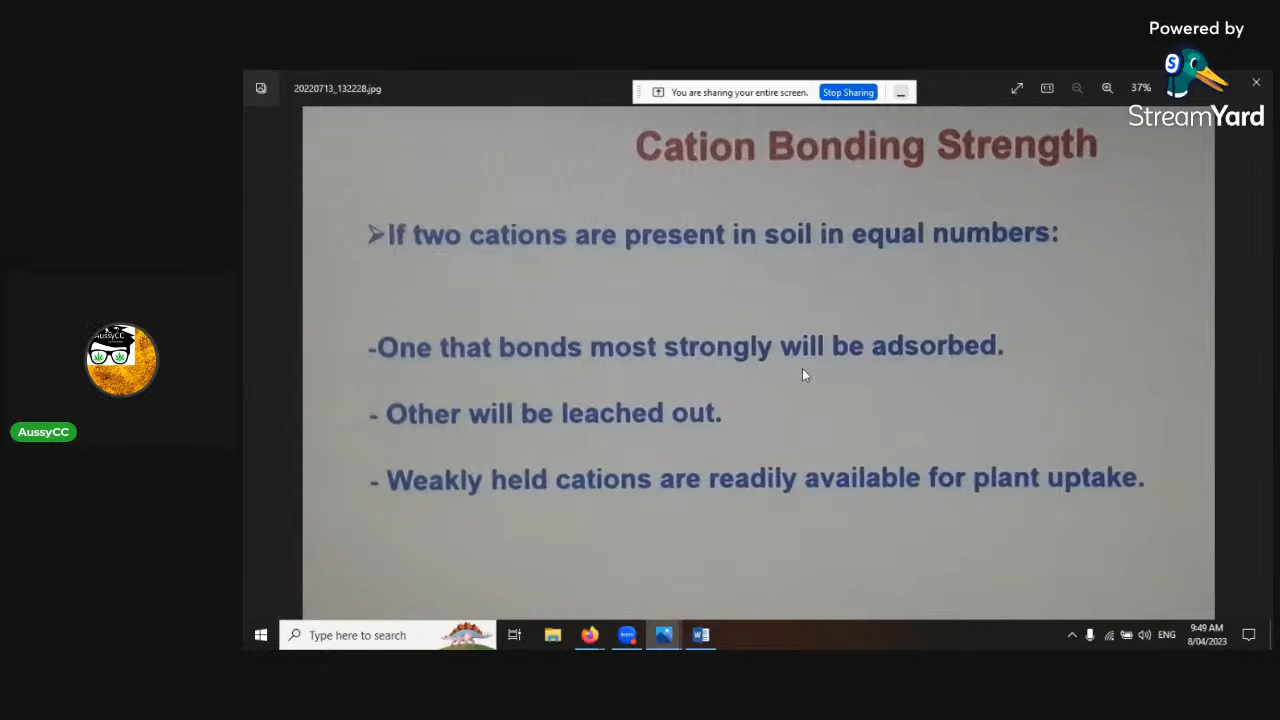 Powered by
StreamYard
20220713_132228.jpg
You are sharing your entire screen.
Stop Sharing
37%
Cation Bonding Strength
➢If two cations are present in soil in equal numbers:
-One that bonds most strongly will be adsorbed.
- Other will be leached out.
- Weakly held cations are readily available for plant uptake.
AussyCC
AussyCC
Type here to search
ENG
9:49 AM
8/04/2023